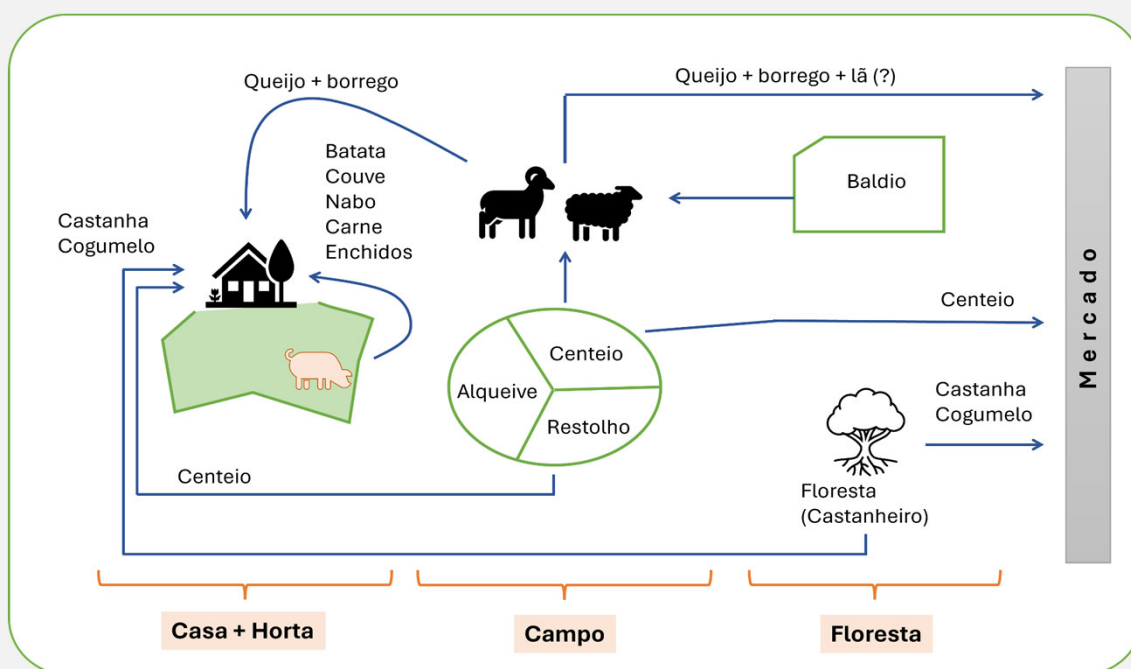 Queijo + borrego
Queijo + borrego + lã (?)
Batata
Couve
Nabo
Carne
Enchidos
Baldio
Castanha
Cogumelo
Centeio
Centeio
Alqueive
Restolho
Castanha
Cogumelo
Centeio
Floresta
(Castanheiro)
Mercado
Casa + Horta
Campo
Floresta